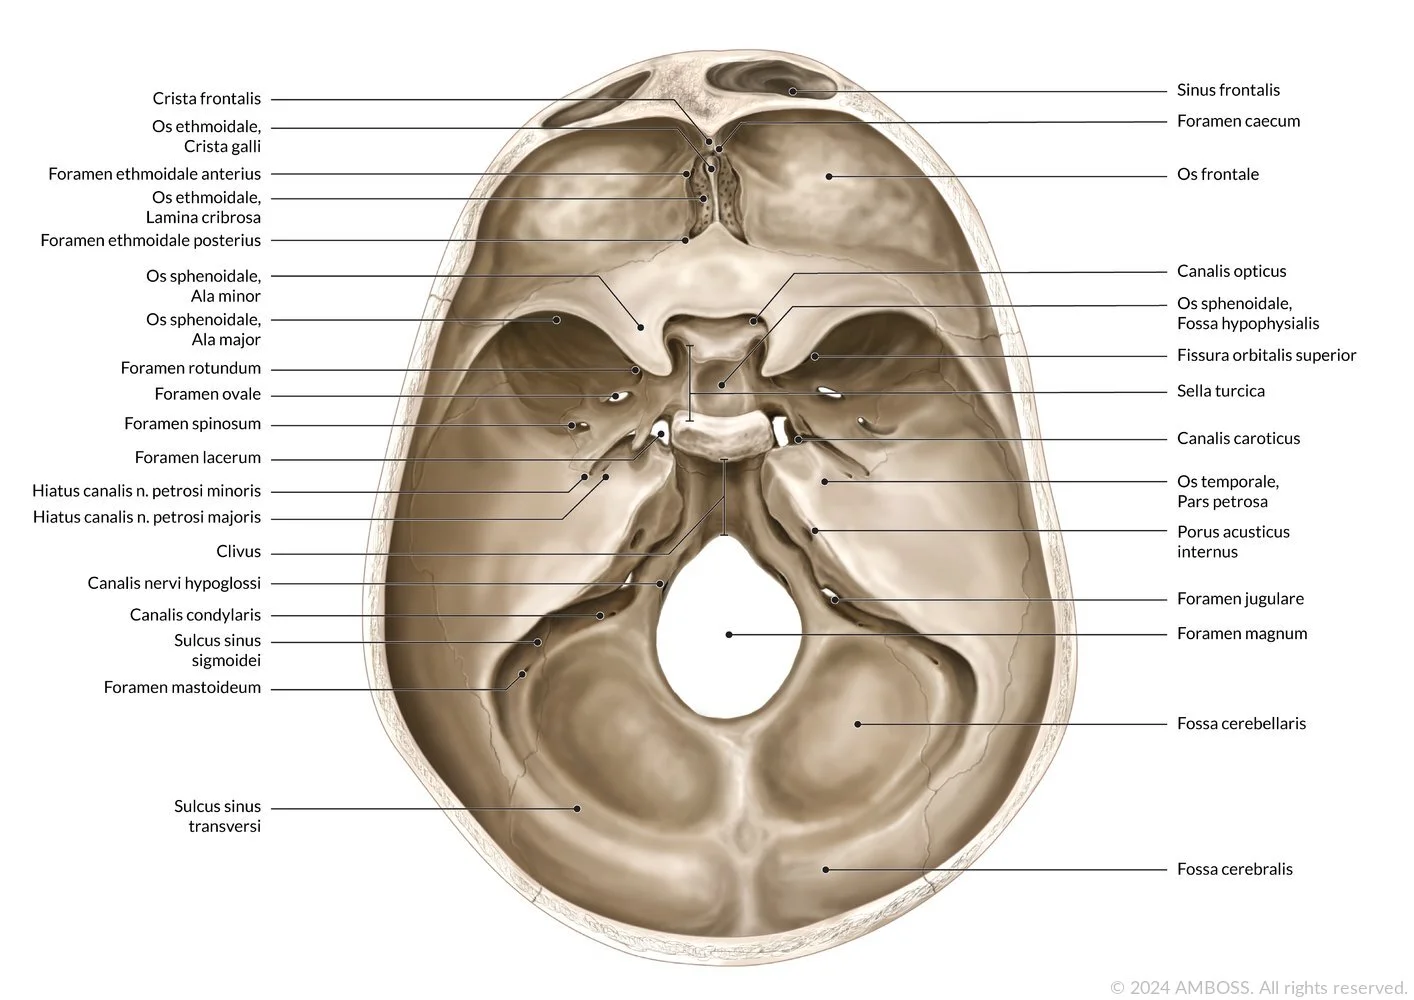 Crista frontalis
Os ethmoidale,
Crista galli
Foramen ethmoidale anterius
Os ethmoidale,
Lamina cribrosa
Foramen ethmoidale posterius
Os sphenoidale,
Ala minor
Os sphenoidale,
Ala major
Foramen rotundum
Foramen ovale
Foramen spinosum
Foramen lacerum
Hiatus canalis n. petrosi minoris
Hiatus canalis n. petrosi majoris
Clivus
Canalis nervi hypoglossi
Canalis condylaris
Sulcus sinus
sigmoidei
Foramen mastoideum
Sulcus sinus
transversi
Sinus frontalis
Foramen caecum
Os frontale
Canalis opticus
Os sphenoidale,
Fossa hypophysialis
Fissura orbitalis superior
Sella turcica
Canalis caroticus
Os temporale,
Pars petrosa
Porus acusticus
internus
Foramen jugulare
Foramen magnum
Fossa cerebellaris
Fossa cerebralis
© 2024 AMBOSS. All rights reserved.